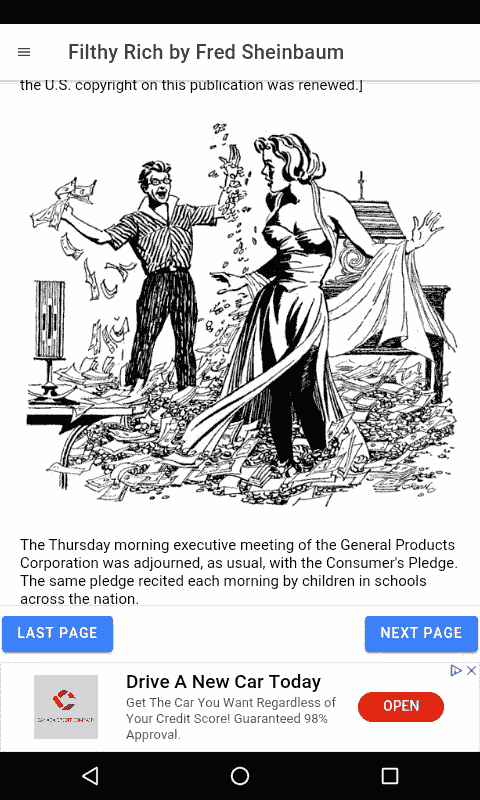 Filthy Rich by Fred Sheinbaum
the U.S. copyright on this publication was renewed.]
The Thursday morning executive meeting of the General Products
Corporation was adjourned, as usual, with the Consumer's Pledge.
The same pledge recited each morning by children in schools
across the nation.
LAST PAGE
NEXT PAGE
Drive A New Car Today
Get The Car You Want Regardless of
Your Credit Score! Guaranteed 98%
Approval.
OPEN